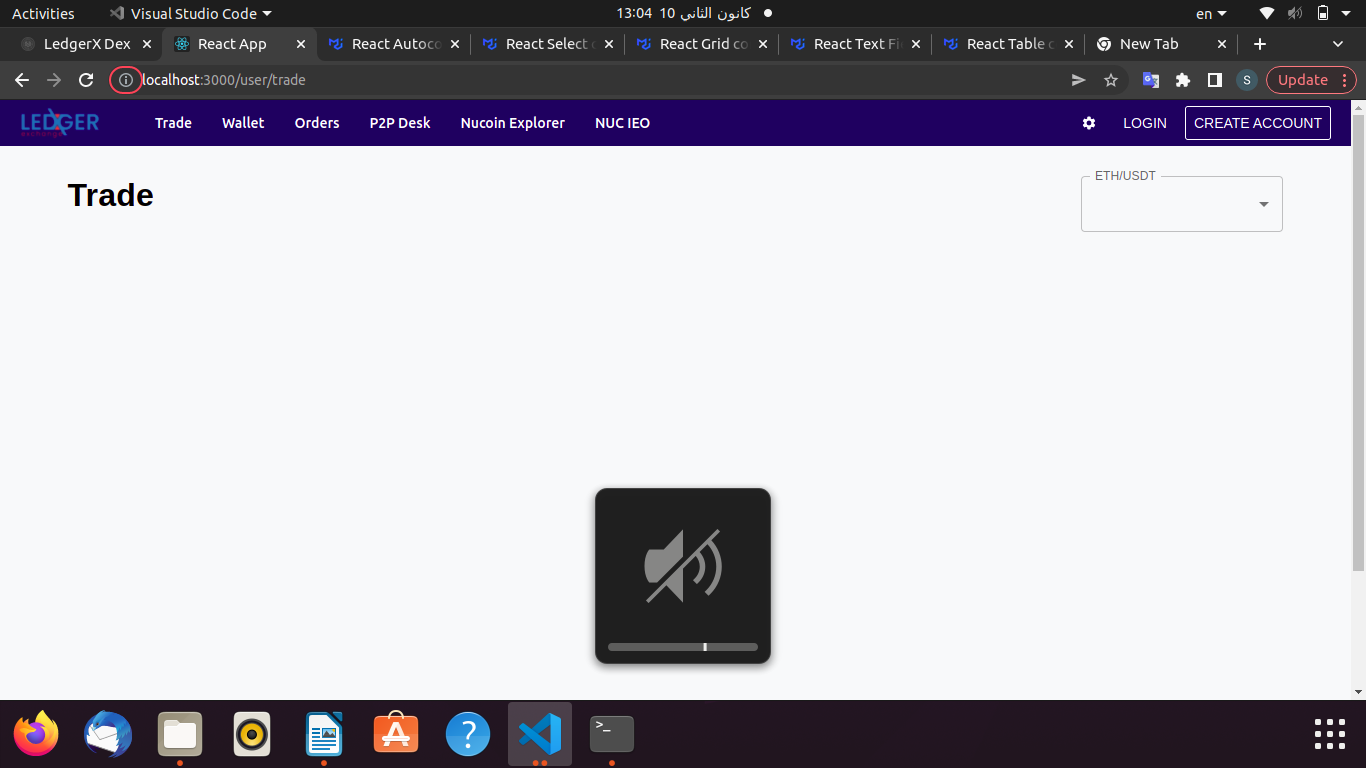 Activities Visual Studio Code 13:04 10 كانون الثاني en
LedgerX Dex React App React Autoco React Select c React Grid co React Text Fi React Table c New Tab
localhost:3000/user/trade S Update
LEDGER Trade Wallet Orders P2P Desk Nucoin Explorer NUC IEO LOGIN CREATE ACCOUNT
ETH/USDT
Trade